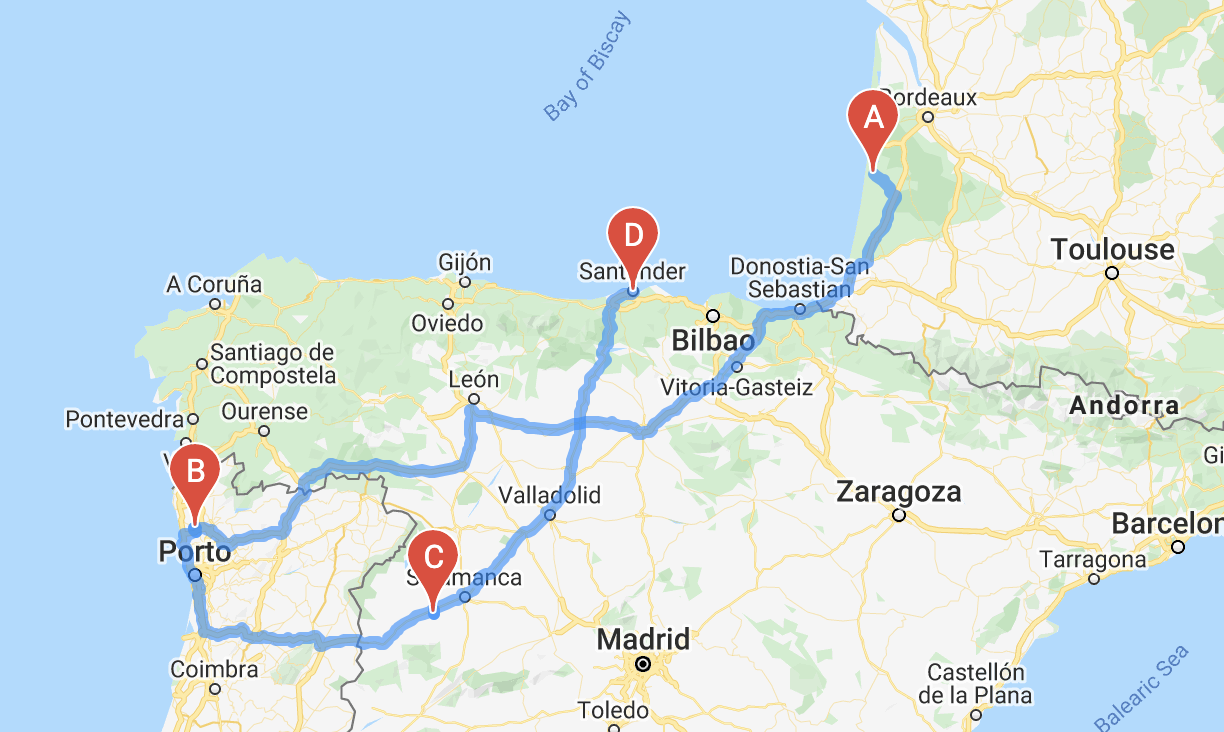 Bay of Biscay
Bordeaux
A
Toulouse
D
Santander
Donostia-San
Sebastian
Gijón
A Coruña
Oviedo
Bilbao
Santiago de
Compostela
León
Vitoria-Gasteiz
Andorra
Pontevedra
Ourense
Gi
V
B
Valladolid
Zaragoza
Barcelon
Porto
C
Salamanca
Tarragona
Madrid
Coimbra
Castellón
de la Plana
Toledo
Balearic Sea